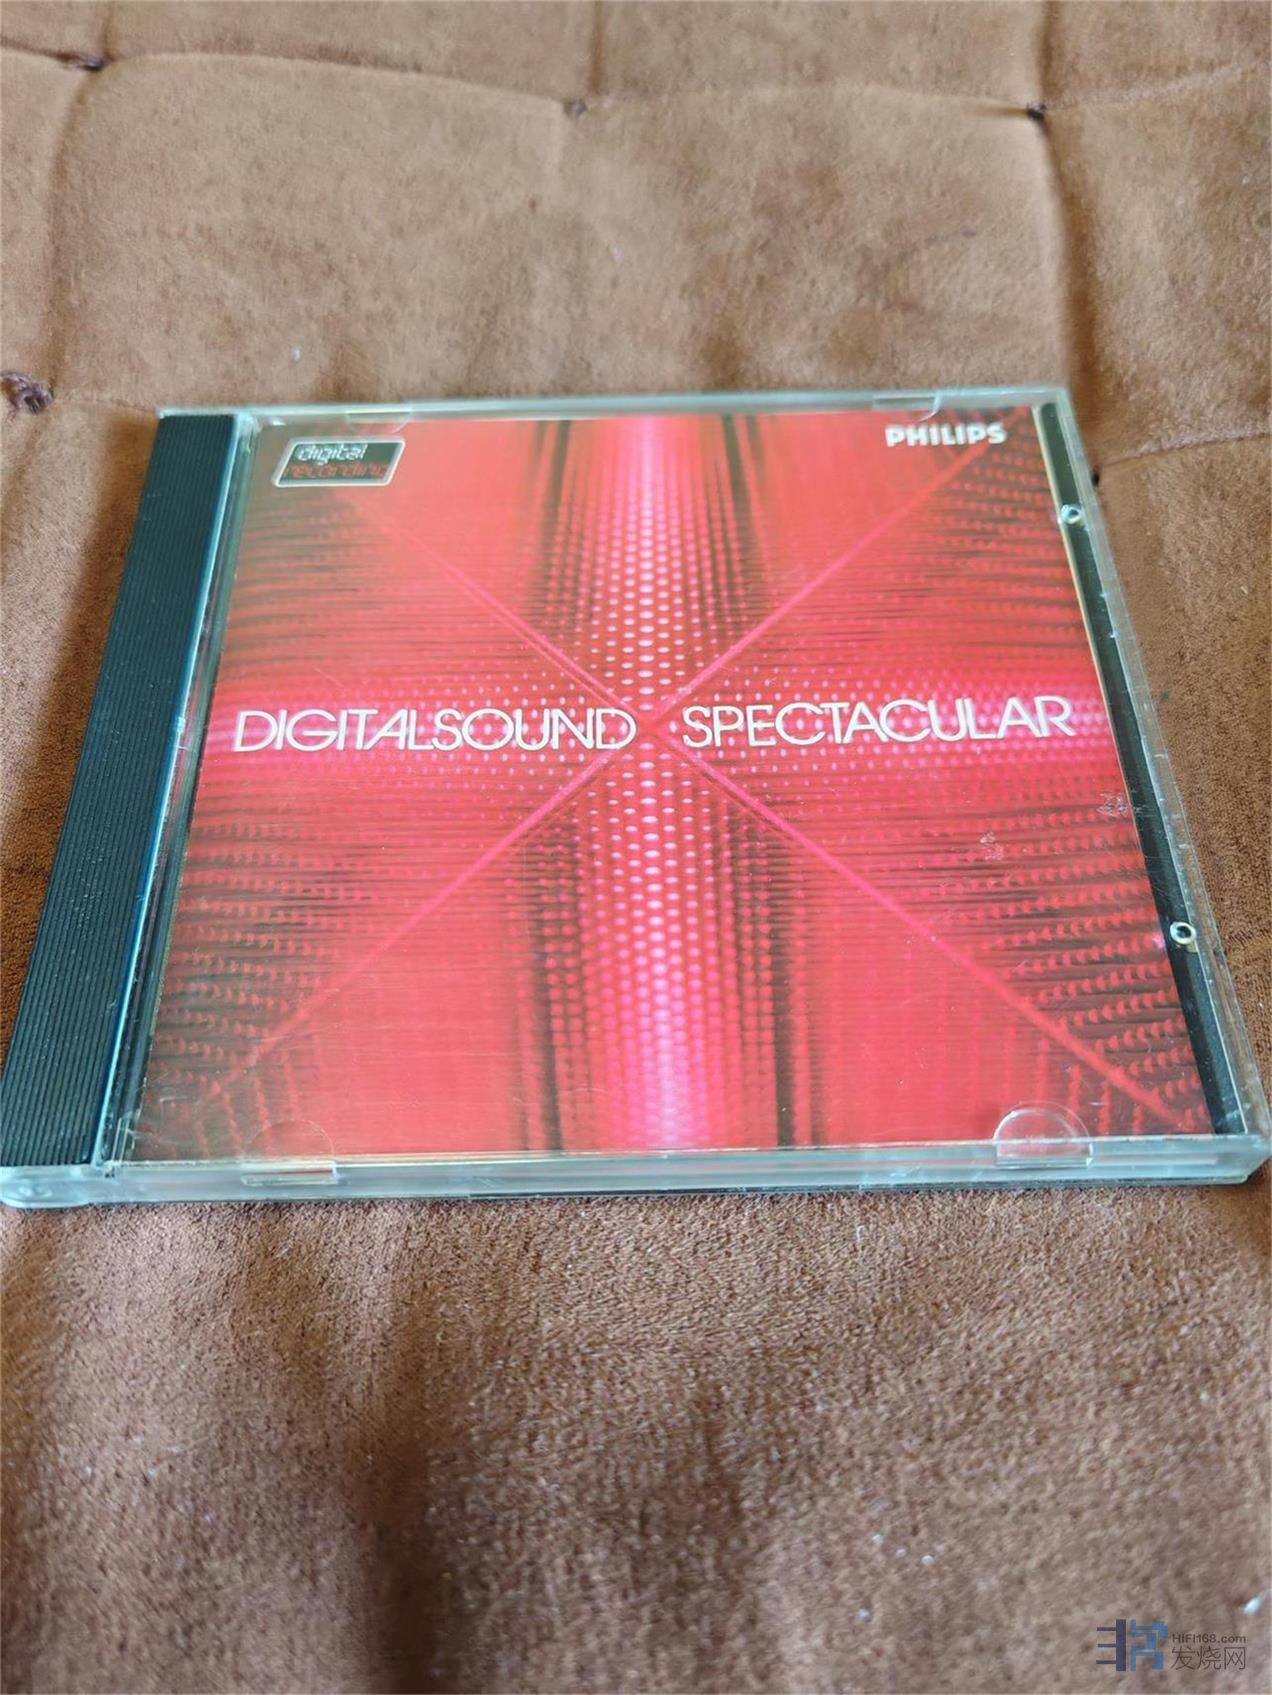 digital
recording
PHILIPS
DIGITALSOUND SPECTACULAR
HIFI168.com
发烧网